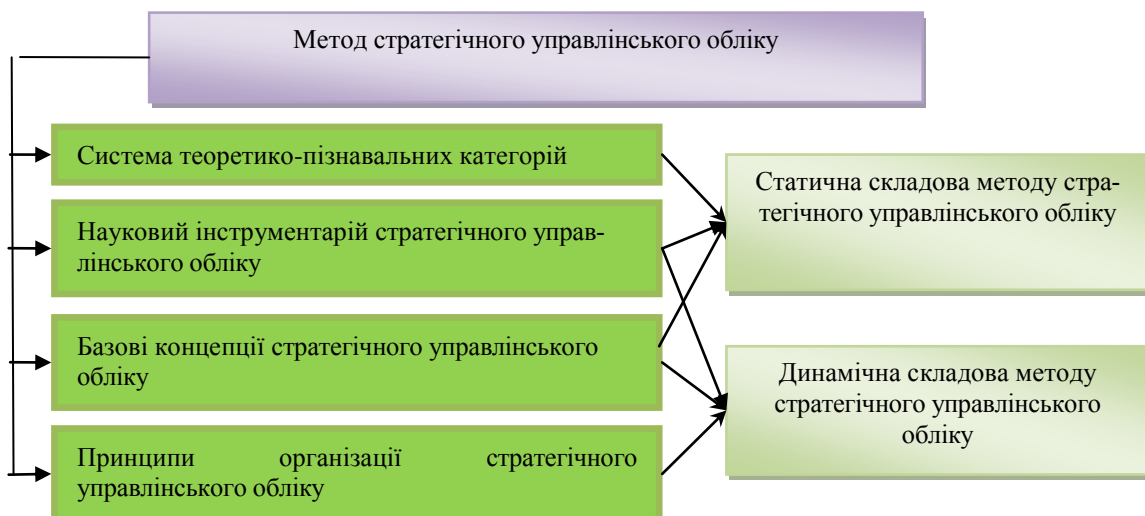 Метод стратегічного управлінського обліку
Система теоретико-пізнавальних категорій
Науковий інструментарій стратегічного управ-
лінського обліку
Базові концепції стратегічного управлінського
обліку
Принципи організації стратегічного
управлінського обліку
Статична складова методу стра-
тегічного управлінського обліку
Динамічна складова методу
стратегічного управлінського
обліку